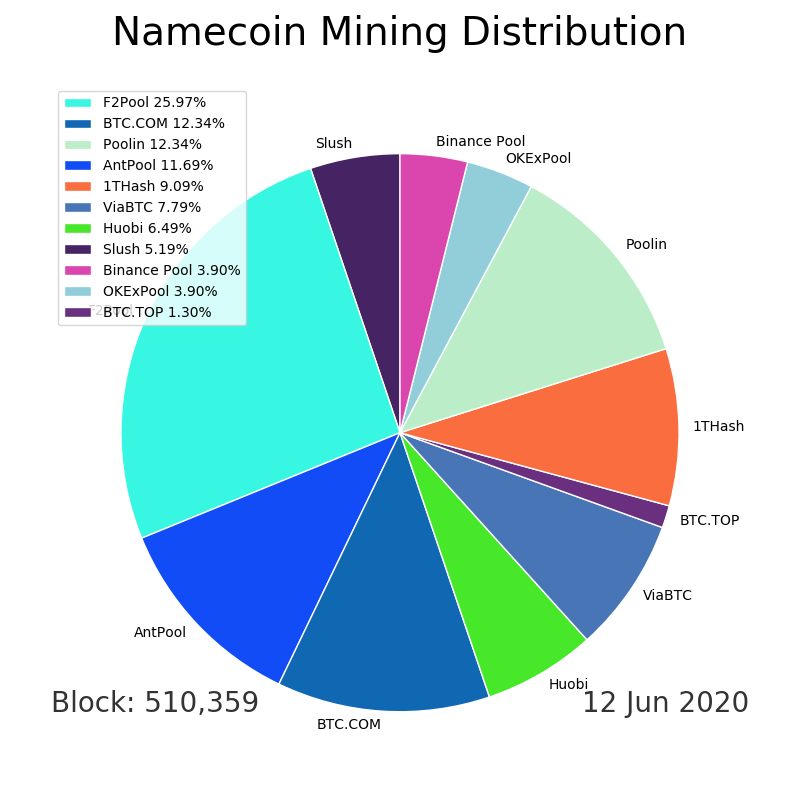 Namecoin Mining Distribution
F2Pool 25.97%
BTC.COM 12.34%
Poolin 12.34%
AntPool 11.69%
1THash 9.09%
ViaBTC 7.79%
Huobi 6.49%
Slush 5.19%
Binance Pool 3.90%
OKExPool 3.90%
BTC.TOP 1.30%
Slush
Binance Pool
OKExPool
Poolin
1THash
BTC.TOP
ViaBTC
Huobi
BTC.COM
AntPool
Block: 510,359
12 Jun 2020